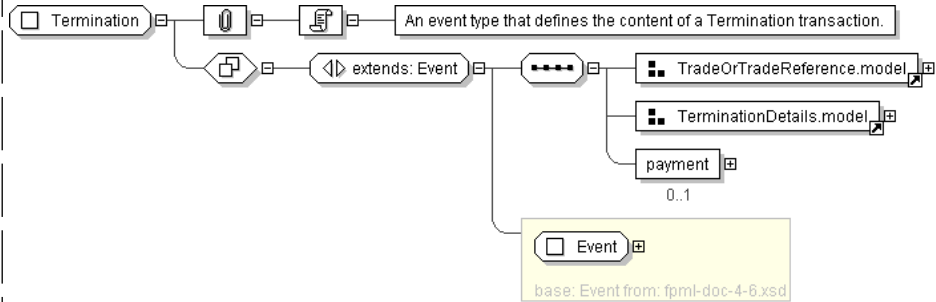 Termination
An event type that defines the content of a Termination transaction.
extends: Event
TradeOrTradeReference.model
TerminationDetails.model
payment
0..1
Event
base: Event from: fpml-doc-4-6.xsd